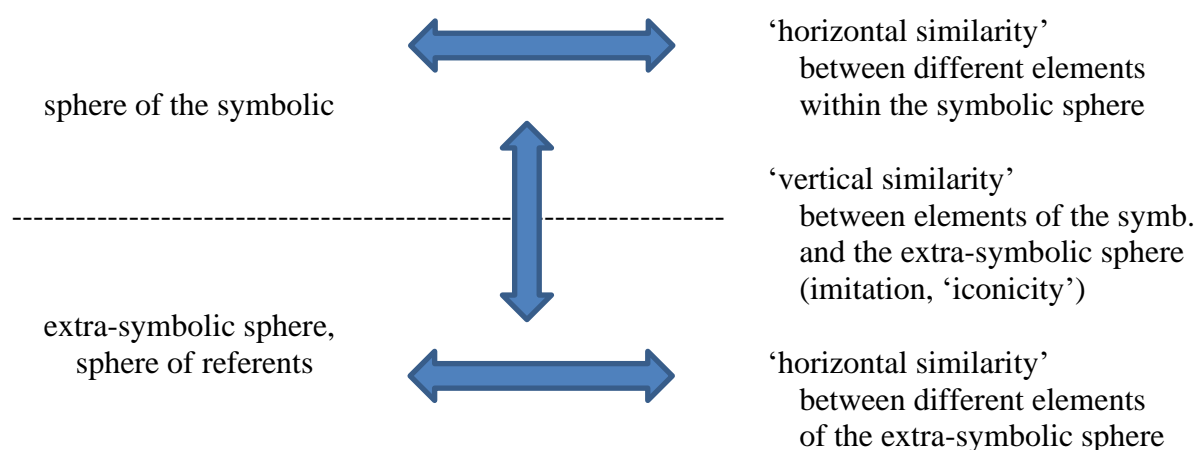 ‘horizontal similarity’
between different elements
within the symbolic sphere
sphere of the symbolic
‘vertical similarity’
between elements of the symb.
and the extra-symbolic sphere
(imitation, ‘iconicity’)
extra-symbolic sphere,
sphere of referents
‘horizontal similarity’
between different elements
of the extra-symbolic sphere